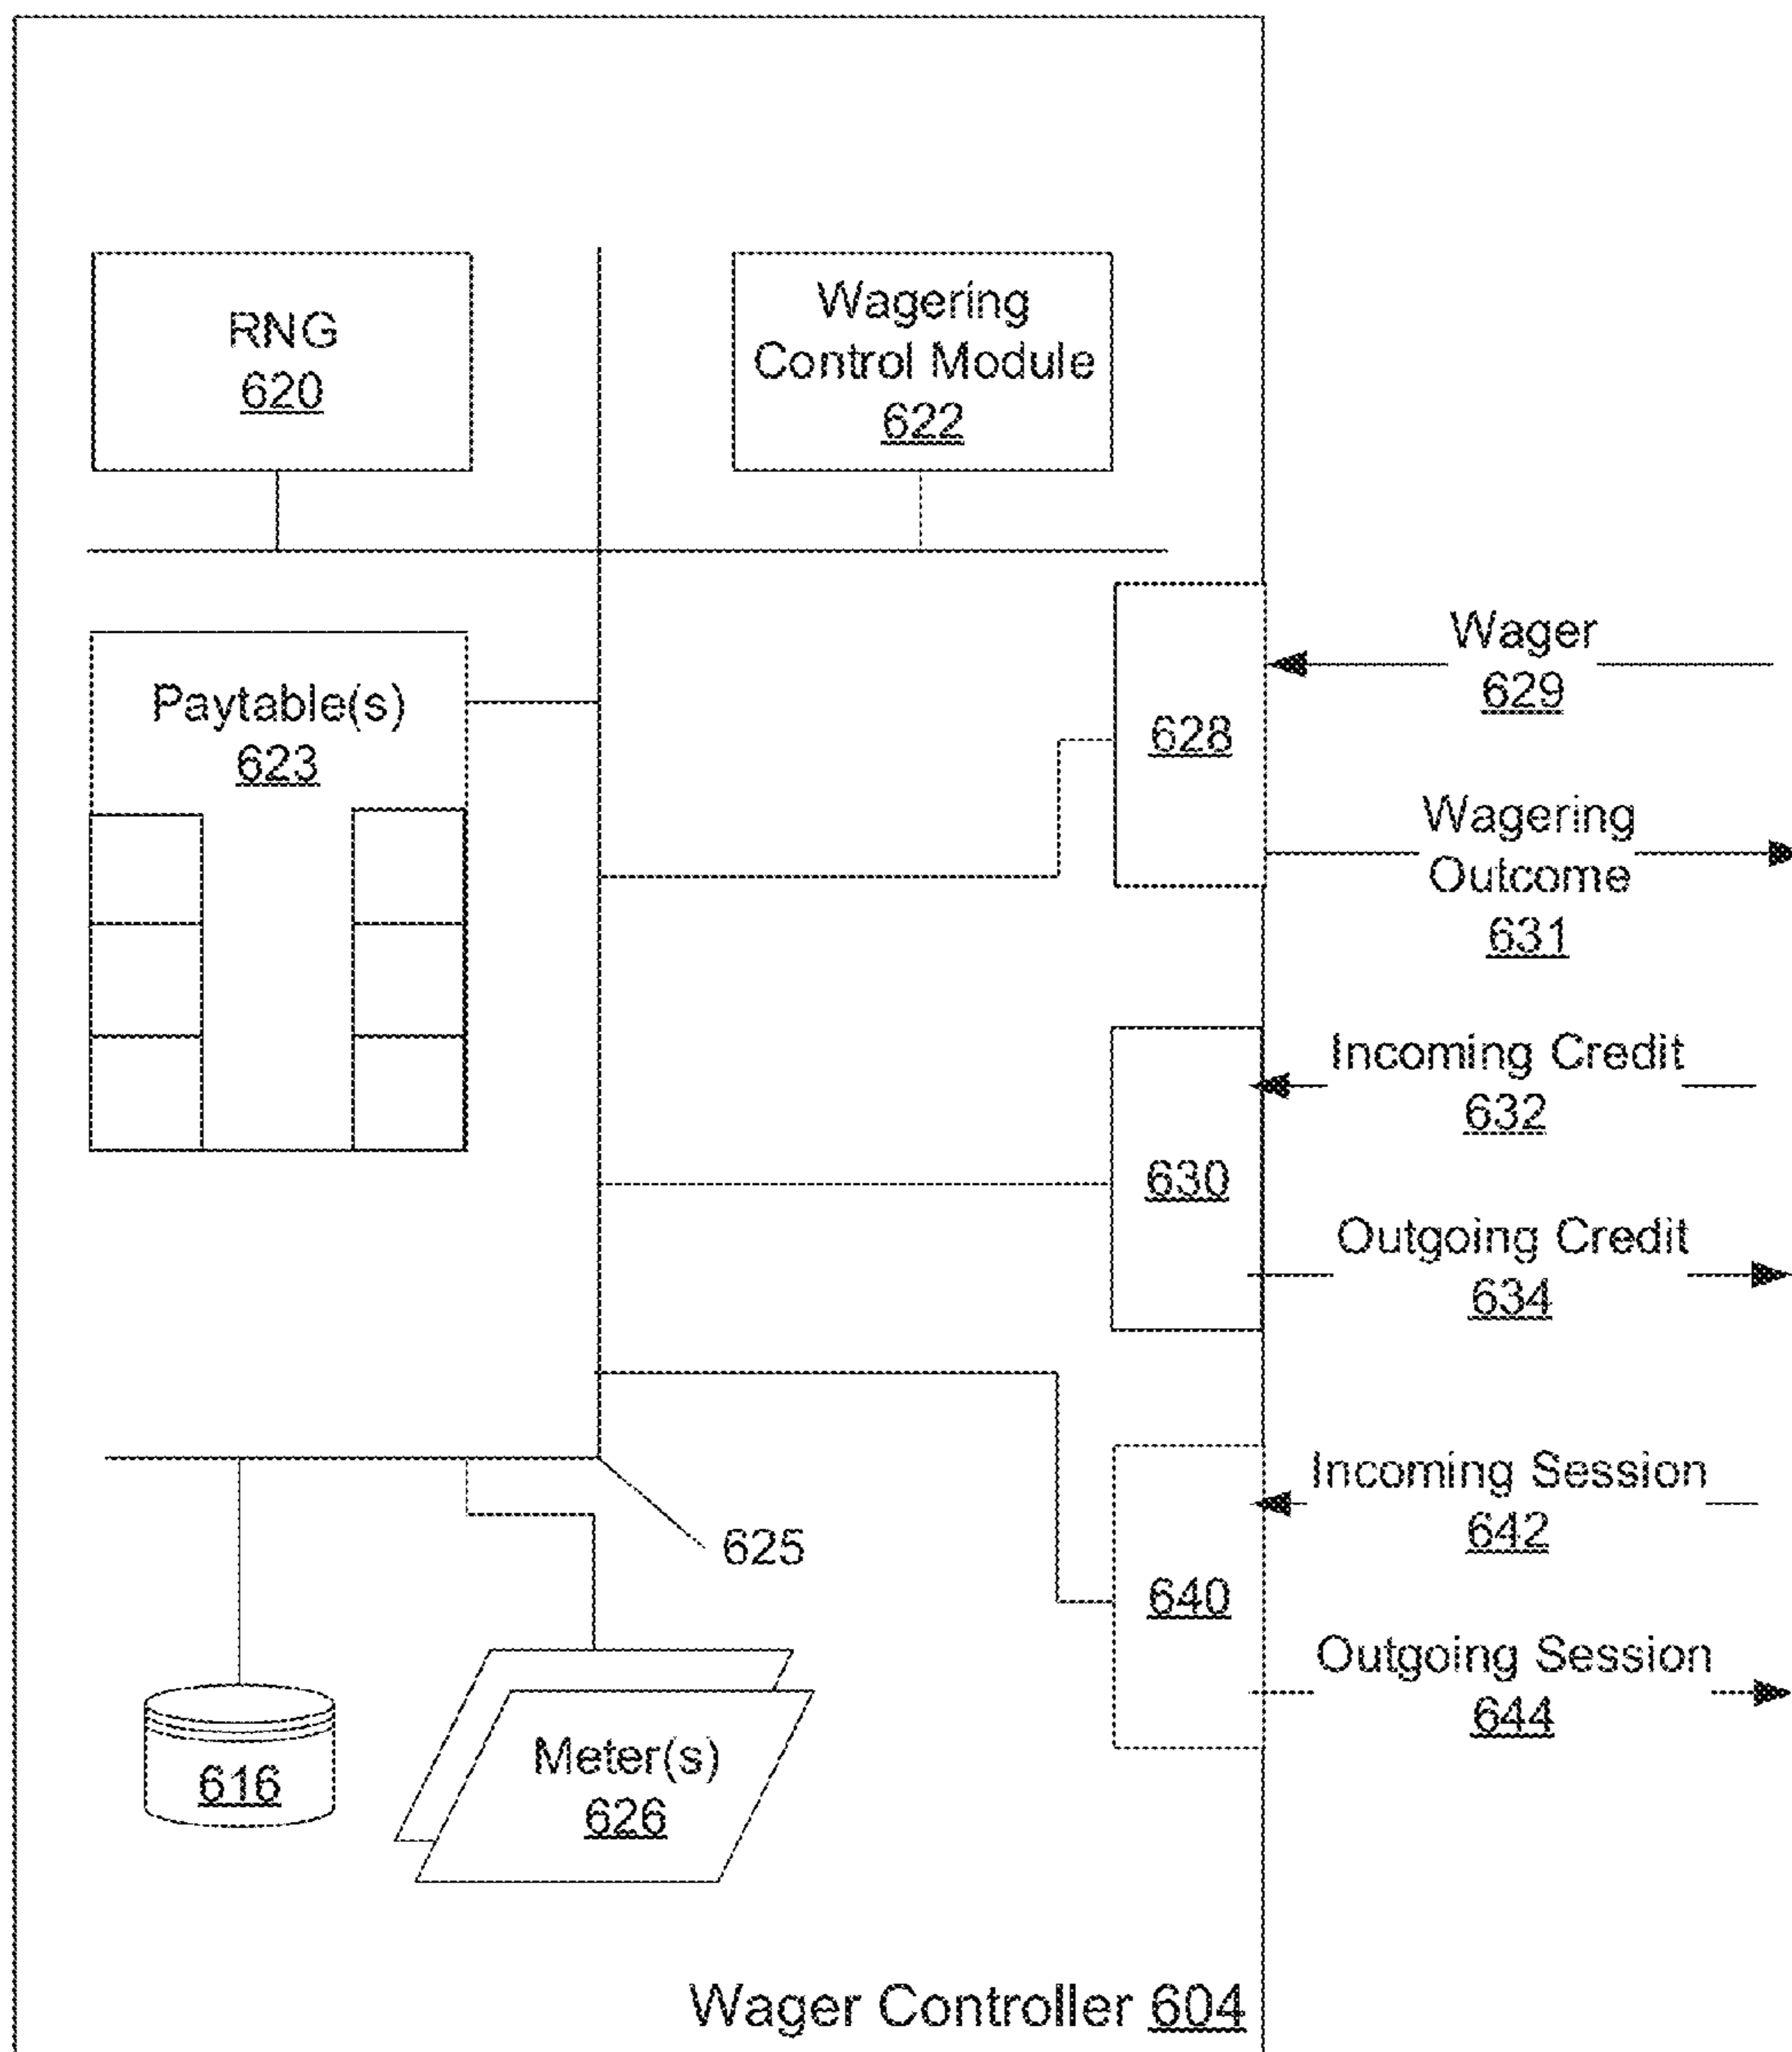 RNG
620
Wagering
Control Module
622
Paytable(s)
623
628
Wager
629
Wagering
Outcome
631
630
Incoming Credit
632
Outgoing Credit
634
625
640
Incoming Session
642
Outgoing Session
644
616
Meter(s)
626
Wager Controller 604